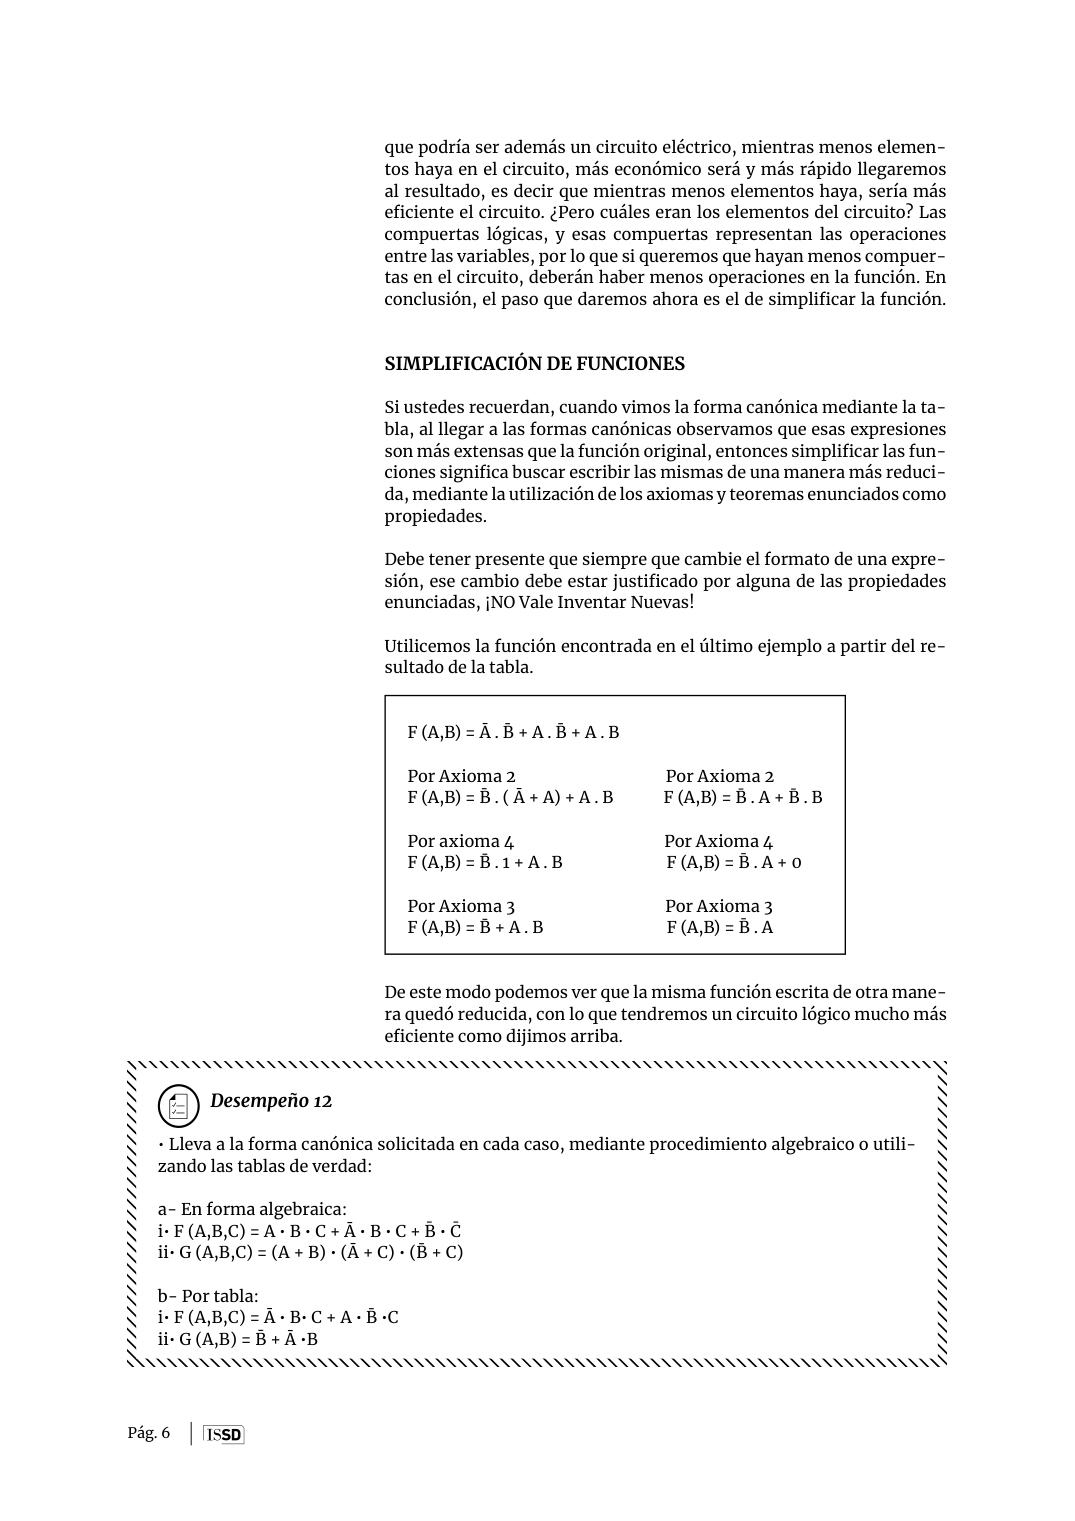 que podría ser además un circuito eléctrico, mientras menos elemen-
tos haya en el circuito, más económico será y más rápido llegaremos
al resultado, es decir que mientras menos elementos haya, sería más
eficiente el circuito. ¿Pero cuáles eran los elementos del circuito? Las
compuertas lógicas, y esas compuertas representan las operaciones
entre las variables, por lo que si queremos que hayan menos compuer-
tas en el circuito, deberán haber menos operaciones en la función. En
conclusión, el paso que daremos ahora es el de simplificar la función.
SIMPLIFICACIÓN DE FUNCIONES
Si ustedes recuerdan, cuando vimos la forma canónica mediante la ta-
bla, al llegar a las formas canónicas observamos que esas expresiones
son más extensas que la función original, entonces simplificar las fun-
ciones significa buscar escribir las mismas de una manera más reduci-
da, mediante la utilización de los axiomas y teoremas enunciados como
propiedades.
Debe tener presente que siempre que cambie el formato de una expre-
sión, ese cambio debe estar justificado por alguna de las propiedades
enunciadas, ¡NO Vale Inventar Nuevas!
Utilicemos la función encontrada en el último ejemplo a partir del re-
sultado de la tabla.
F (A,B) = Ā . B̄ + A . B̄ + A . B
Por Axioma 2
F (A,B) = B̄ . ( Ā + A) + A . B
Por axioma 4
F (A,B) = B̄ . 1 + A . B
Por Axioma 3
F (A,B) = B̄ + A . B
Por Axioma 2
F (A,B) = B̄ . A + B̄ . B
Por Axioma 4
F (A,B) = B̄ . A + 0
Por Axioma 3
F (A,B) = B̄ . A
De este modo podemos ver que la misma función escrita de otra mane-
ra quedó reducida, con lo que tendremos un circuito lógico mucho más
eficiente como dijimos arriba.
Desempeño 12
• Lleva a la forma canónica solicitada en cada caso, mediante procedimiento algebraico o utili-
zando las tablas de verdad:
a- En forma algebraica:
i• F (A,B,C) = A • B • C + Ā • B • C + B̄ • C̄
ii• G (A,B,C) = (A + B) • (Ā + C) • (B̄ + C)
b- Por tabla:
i• F (A,B,C) = Ā • B• C + A • B̄ •C
ii• G (A,B) = B̄ + Ā •B
Pág. 6
ISSD